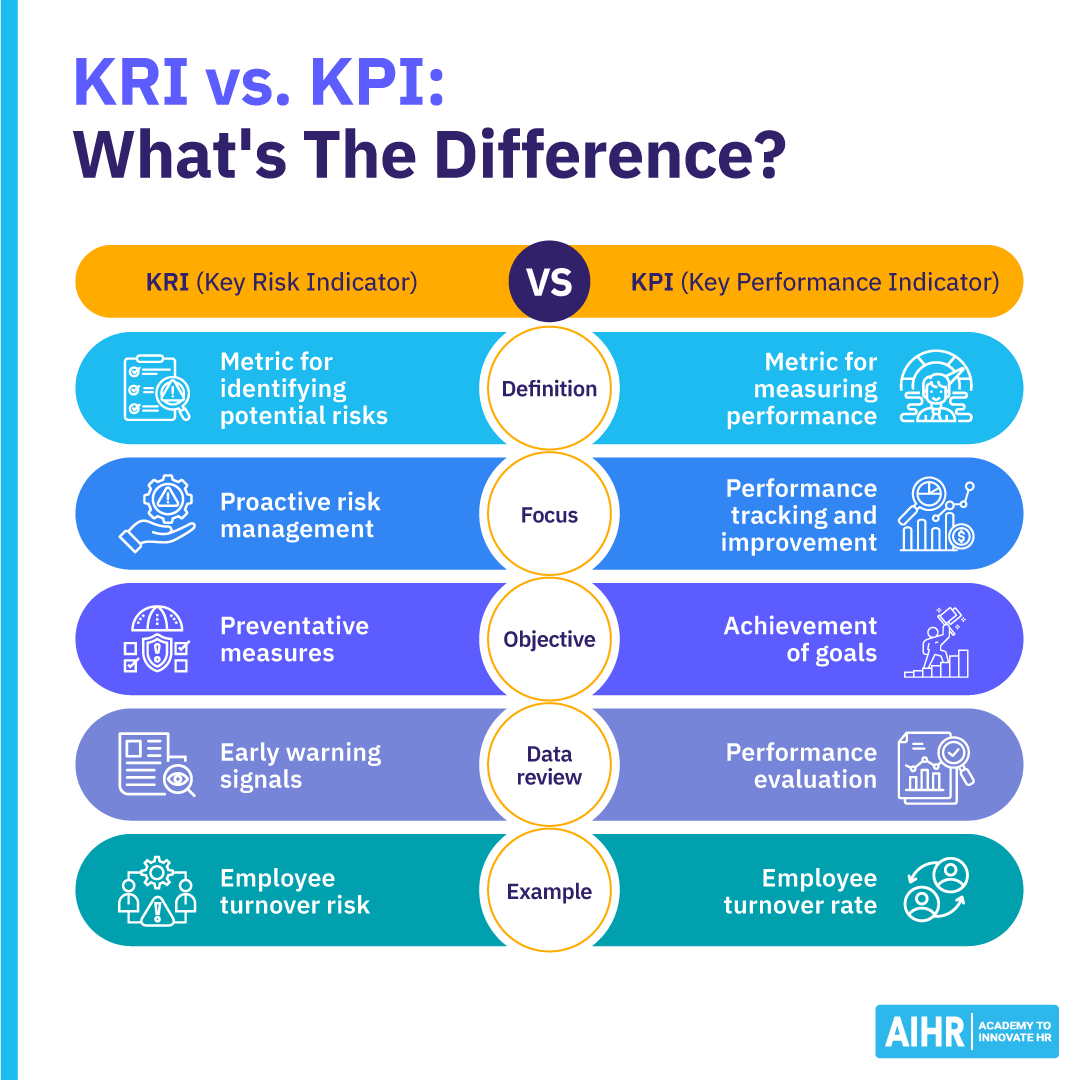 KRI vs. KPI:
What's The Difference?
KRI (Key Risk Indicator)
VS
KPI (Key Performance Indicator)
Metric for
identifying
potential risks
Definition
Metric for
measuring
performance
Proactive risk
management
Focus
Performance
tracking and
improvement
Preventative
measures
Objective
Achievement
of goals
Early warning
signals
Data
review
Performance
evaluation
Employee
turnover risk
Example
Employee
turnover rate
AIHR
ACADEMY TO
INNOVATE HR